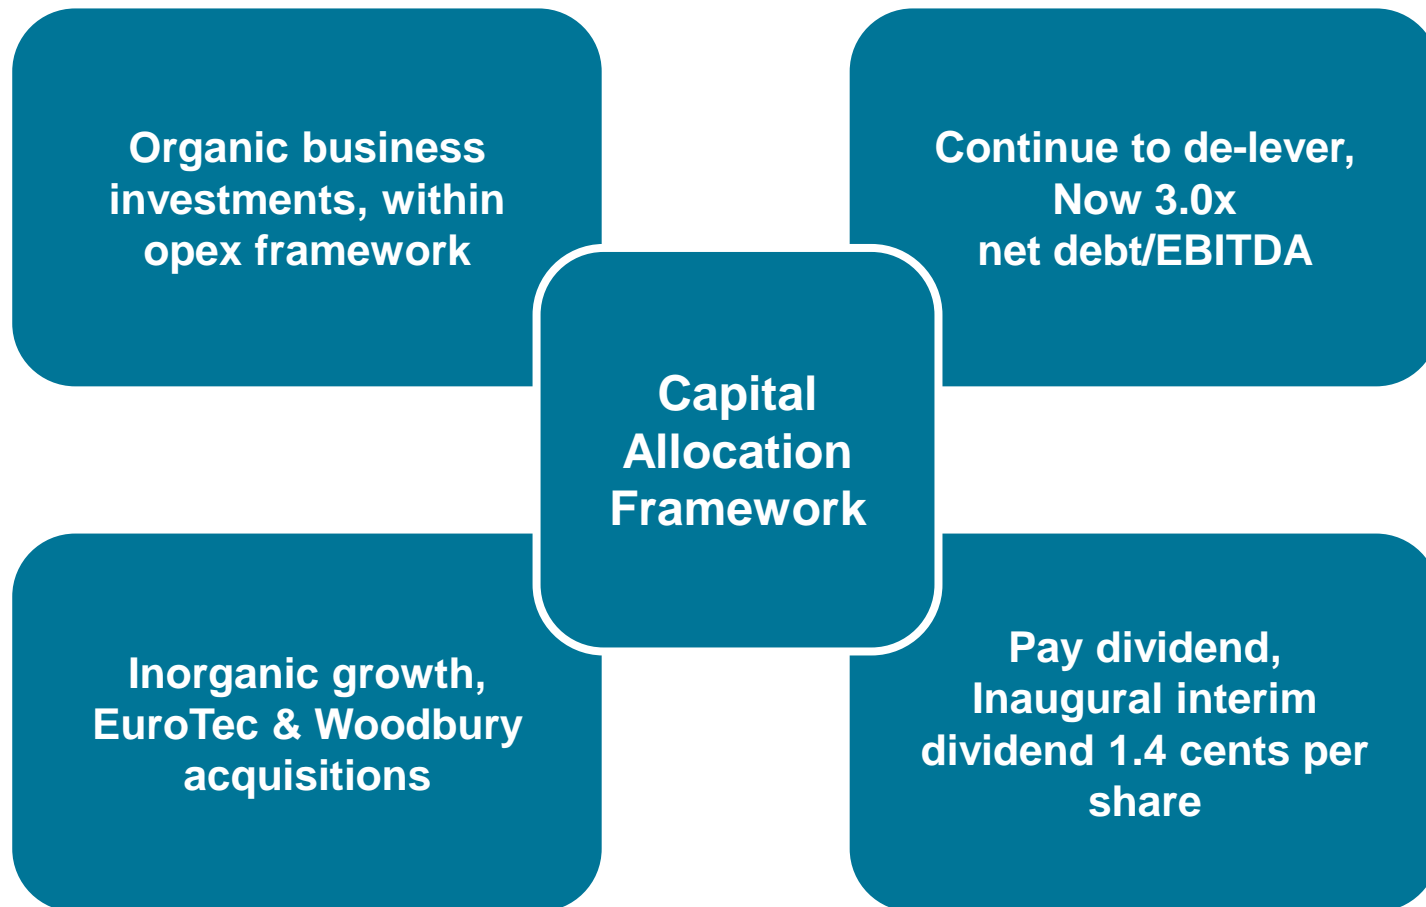 Organic business
investments, within
opex framework
Continue to de-lever,
Now 3.0x
net debt/EBITDA
Capital
Allocation
Framework
Inorganic growth,
EuroTec & Woodbury
acquisitions
Pay dividend,
Inaugural interim
dividend 1.4 cents per
share